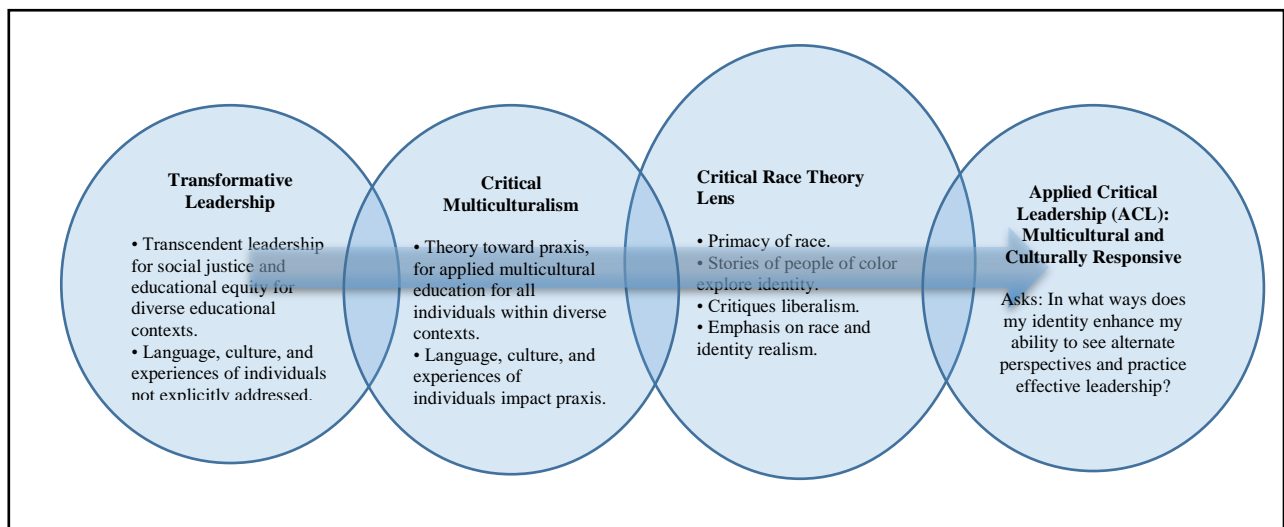 Transformative
Leadership
• Transcendent leadership
for social justice and
educational equity for
diverse educational
contexts.
• Language, culture, and
experiences of individuals
not explicitly addressed.
Critical
Multiculturalism
• Theory toward praxis,
for applied multicultural
education for all
individuals within diverse
contexts.
• Language, culture, and
experiences of
individuals impact praxis.
Critical Race Theory
Lens
• Primacy of race.
• Stories of people of color
explore identity.
• Critiques liberalism.
• Emphasis on race and
identity realism.
Applied Critical
Leadership (ACL):
Multicultural and
Culturally Responsive
Asks: In what ways does
my identity enhance my
ability to see alternate
perspectives and practice
effective leadership?